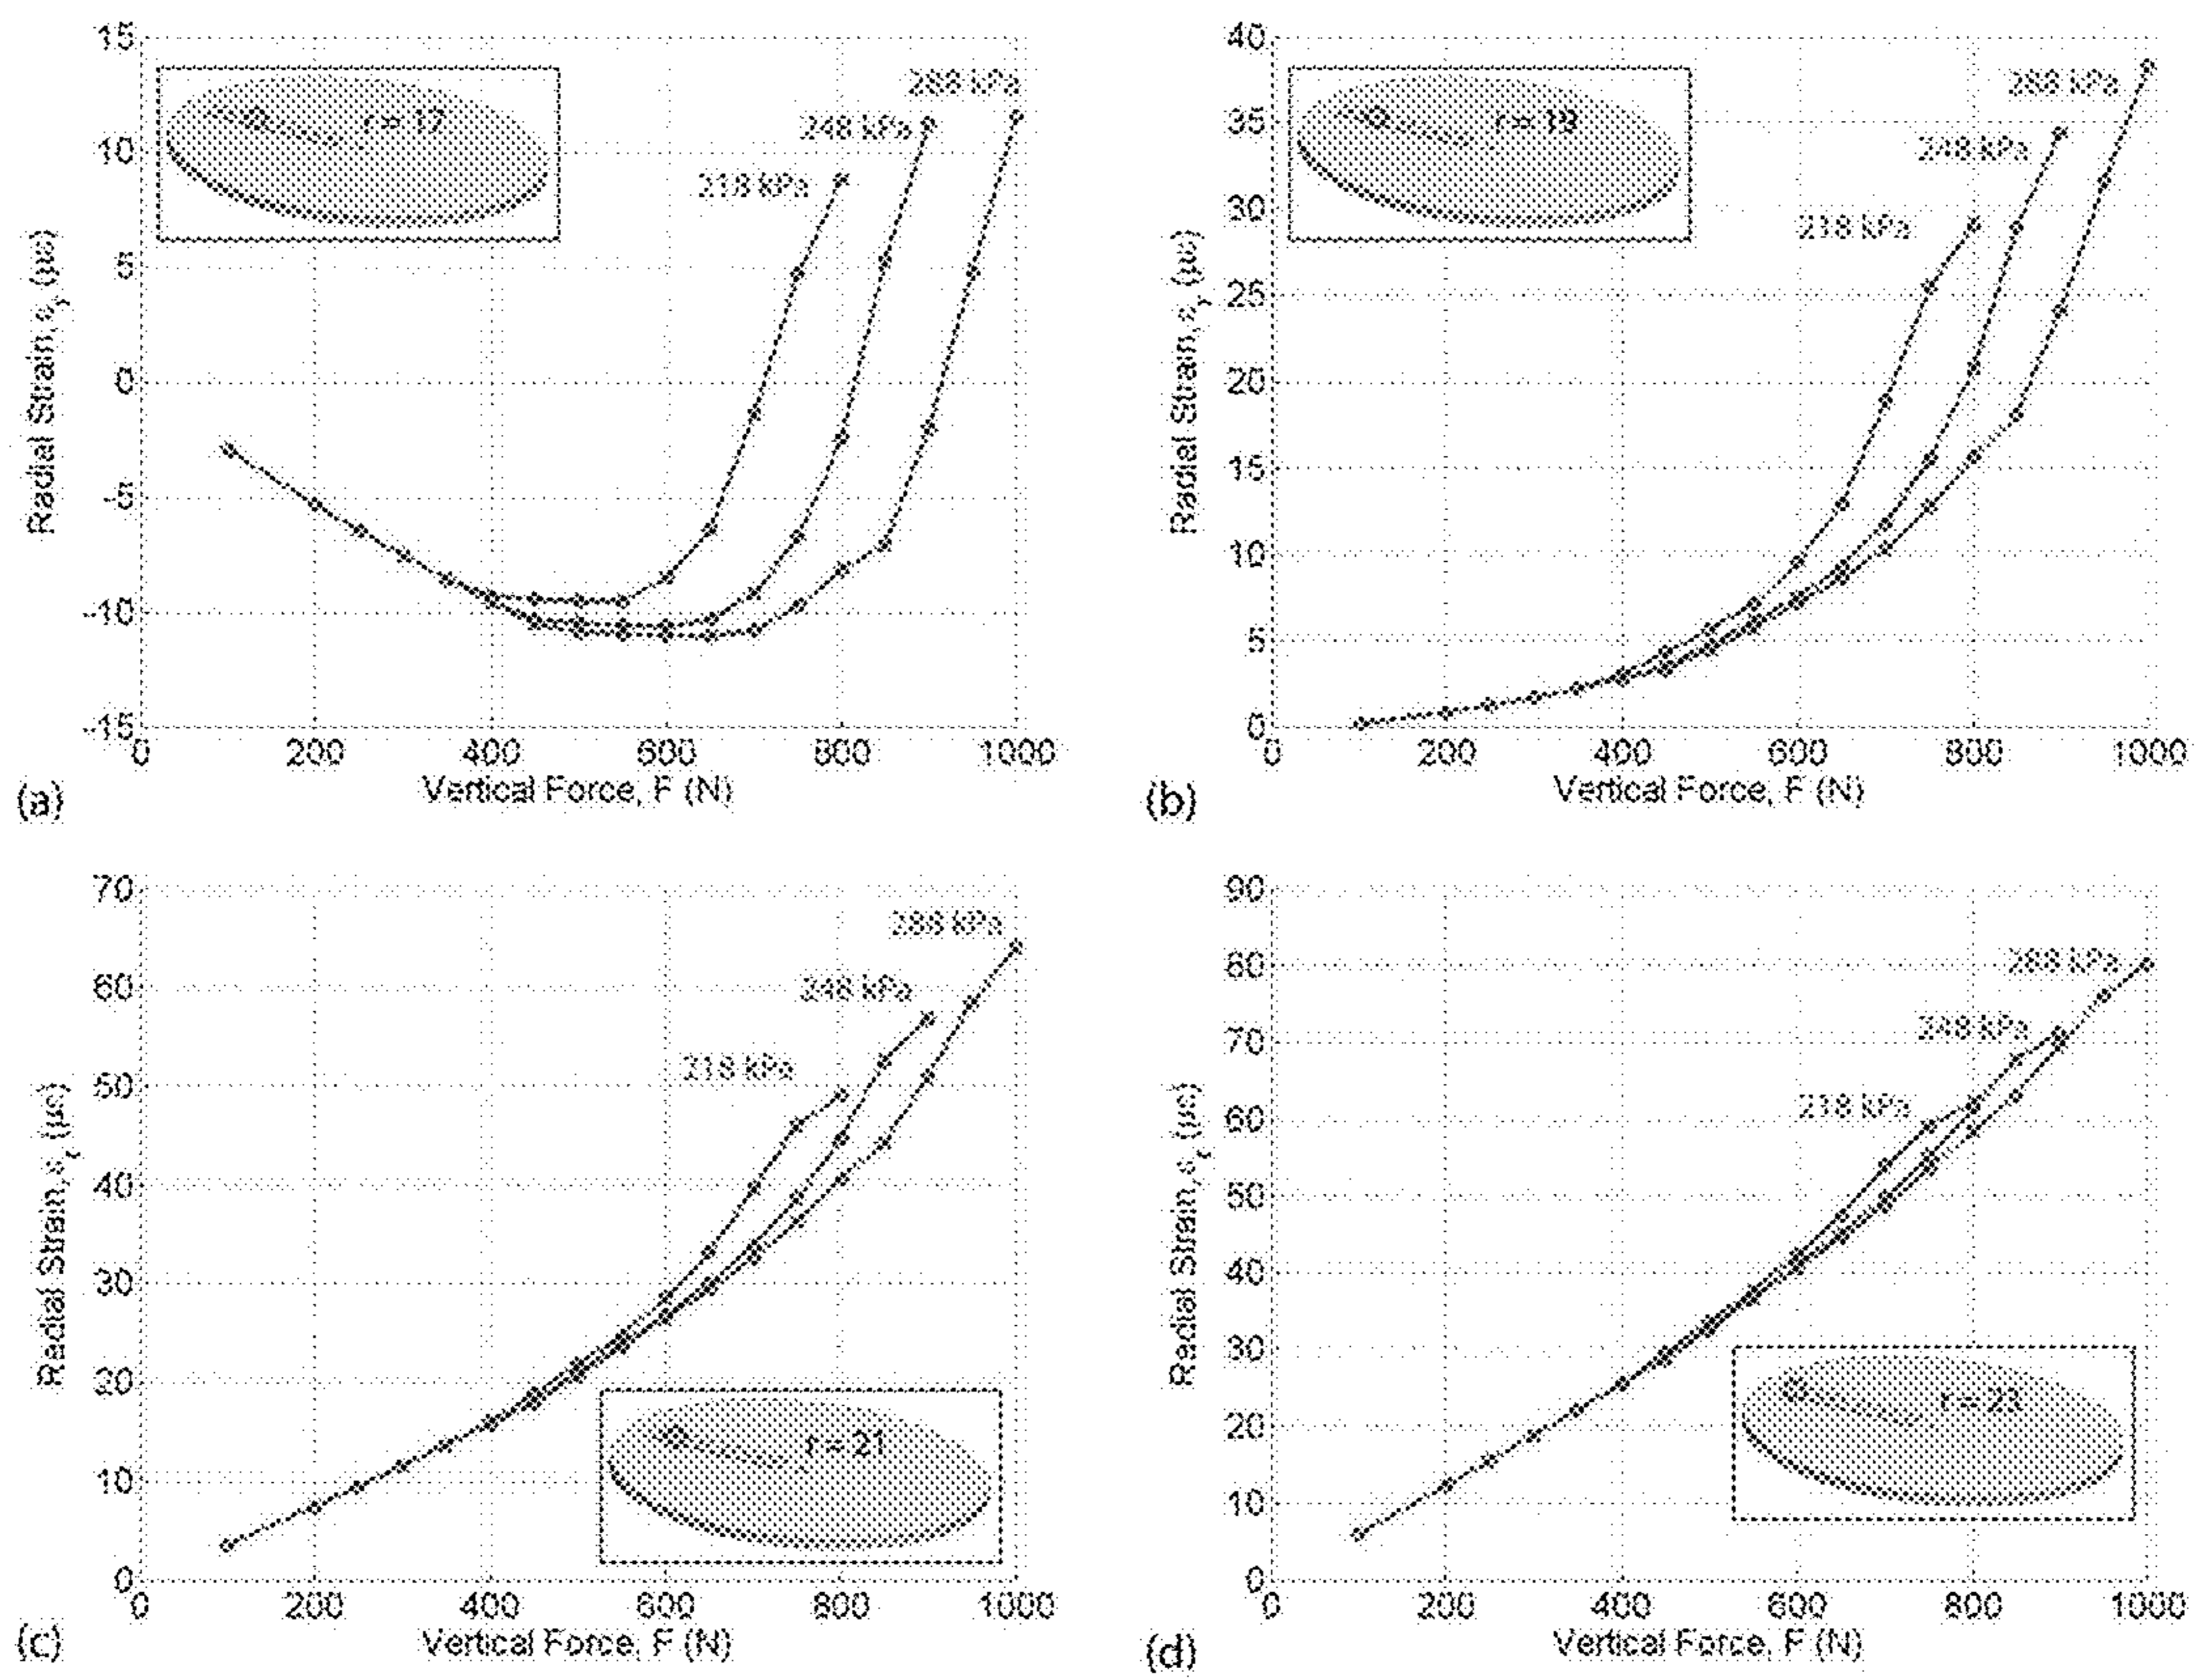 15
10
5
0
-5
-10
-15
0
200
400
600
800
1000
Radial Strain, εr (με)
Vertical Force, F (N)
r = 17
218 kPa
248 kPa
288 kPa
(a)
40
35
30
25
20
15
10
5
0
0
200
400
600
800
1000
Radial Strain, εr (με)
Vertical Force, F (N)
r = 19
218 kPa
248 kPa
288 kPa
(b)
70
60
50
40
30
20
10
0
0
200
400
600
800
1000
Radial Strain, εr (με)
Vertical Force, F (N)
r = 21
218 kPa
248 kPa
288 kPa
(c)
90
80
70
60
50
40
30
20
10
0
0
200
400
600
800
1000
Radial Strain, εr (με)
Vertical Force, F (N)
r = 23
218 kPa
248 kPa
288 kPa
(d)